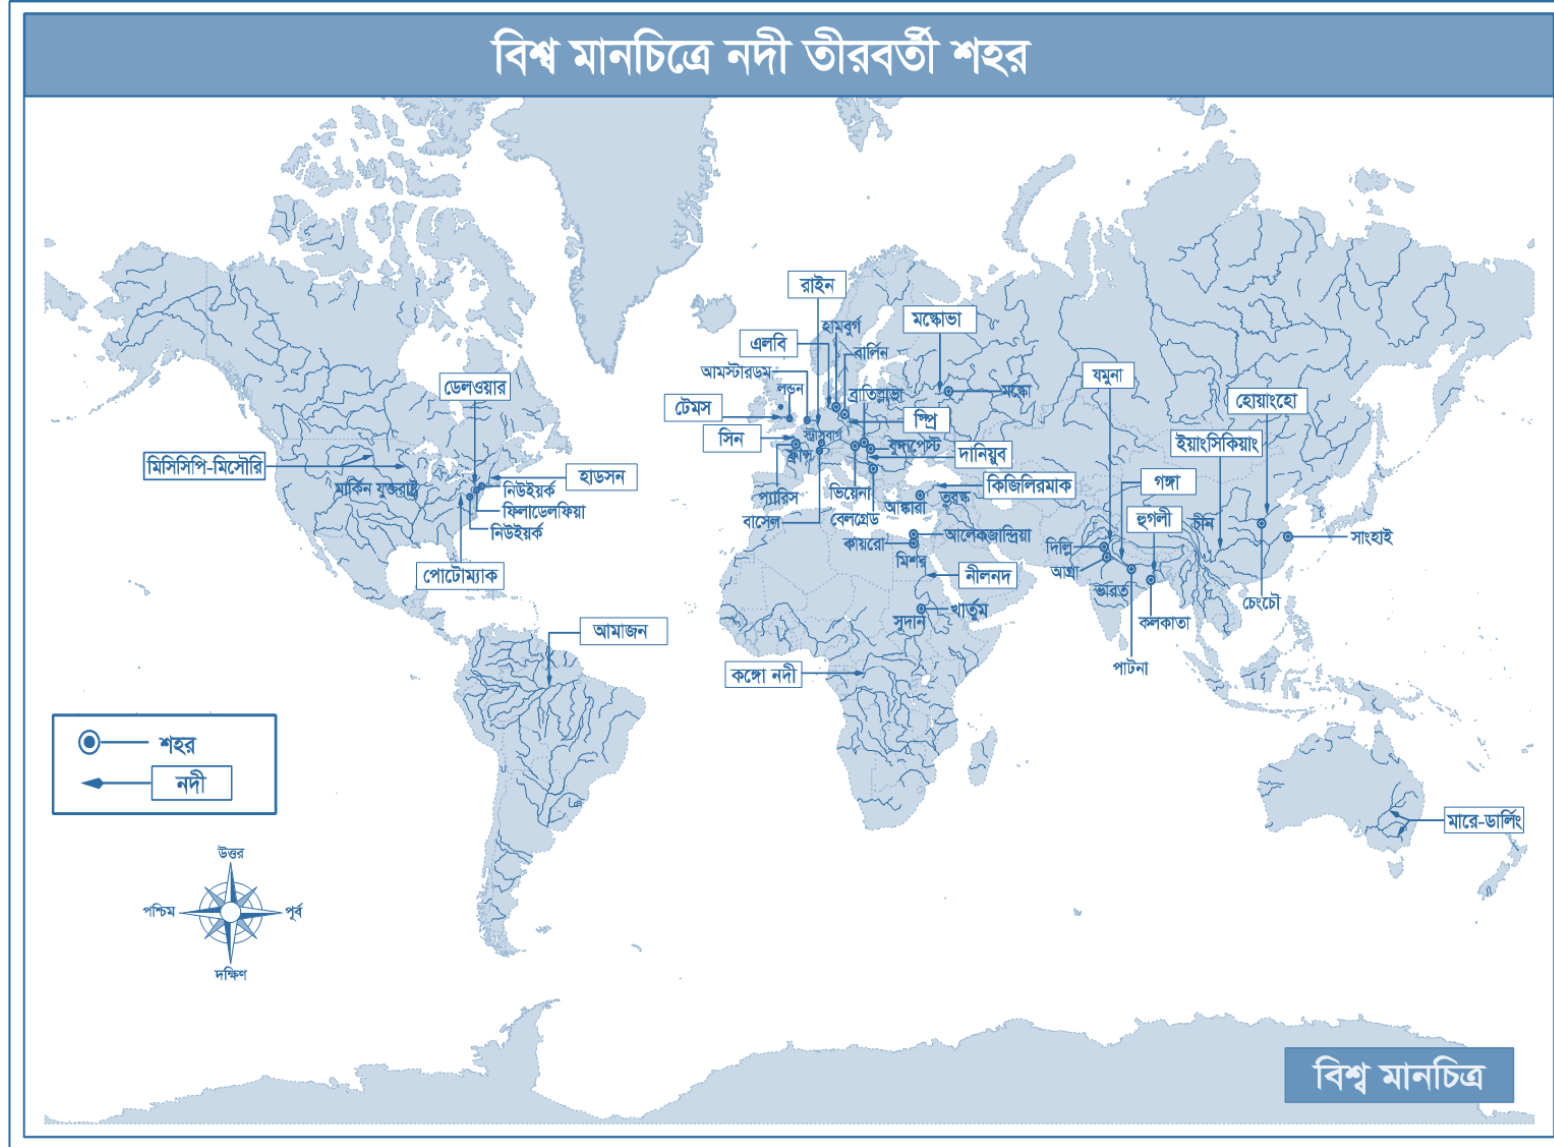 বিশ্ব মানচিত্রে নদী তীরবর্তী শহর
রাইন
হামবুর্গ
মস্কোভা
এলবি
বার্লিন
আমস্টারডম
লন্ডন
ব্রাতিশ্লাভা
মস্কো
যমুনা
ডেলওয়ার
টেমস
স্প্রি
হোয়াংহো
সিন
স্ট্রাসবার্গ
বুদাপেস্ট
দানিয়ুব
ইয়াংসিকিয়াং
ফ্রান্স
মিসিসিপি-মিসৌরি
মার্কিন যুক্তরাষ্ট্র
হাডসন
নিউইয়র্ক
ফিলাডেলফিয়া
নিউইয়র্ক
প্যারিস
ভিয়েনা
বাসেল
বেলগ্রেড
আঙ্কারা
তুরস্ক
কিজিলিরমাক
গঙ্গা
হুগলী
চীন
সাংহাই
কায়রো
আলেকজান্দ্রিয়া
মিশর
দিল্লি
আগ্রা
পোটোম্যাক
নীলনদ
ভারত
চেংচৌ
খার্তুম
সুদান
কলকাতা
আমাজন
পাটনা
কঙ্গো নদী
শহর
নদী
মারে-ডার্লিং
উত্তর
পশ্চিম
পূর্ব
দক্ষিণ
বিশ্ব মানচিত্র